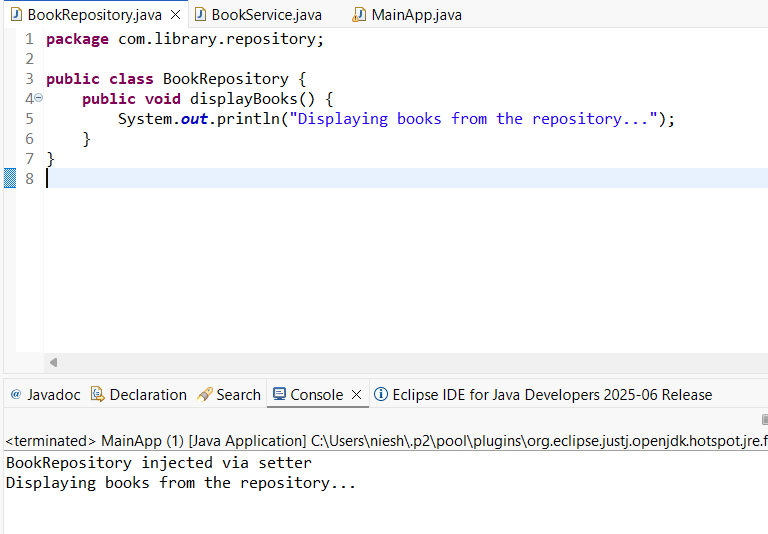 BookRepository.java BookService.java MainApp.java
1 package com.library.repository;
2
3 public class BookRepository {
4 public void displayBooks() {
5 System.out.println("Displaying books from the repository...");
6 }
7 }
8
@ Javadoc Declaration Search Console Eclipse IDE for Java Developers 2025-06 Release
<terminated> MainApp (1) [Java Application] C:\Users\niesh\.p2\pool\plugins\org.eclipse.justj.openjdk.hotspot.jre.f
BookRepository injected via setter
Displaying books from the repository...